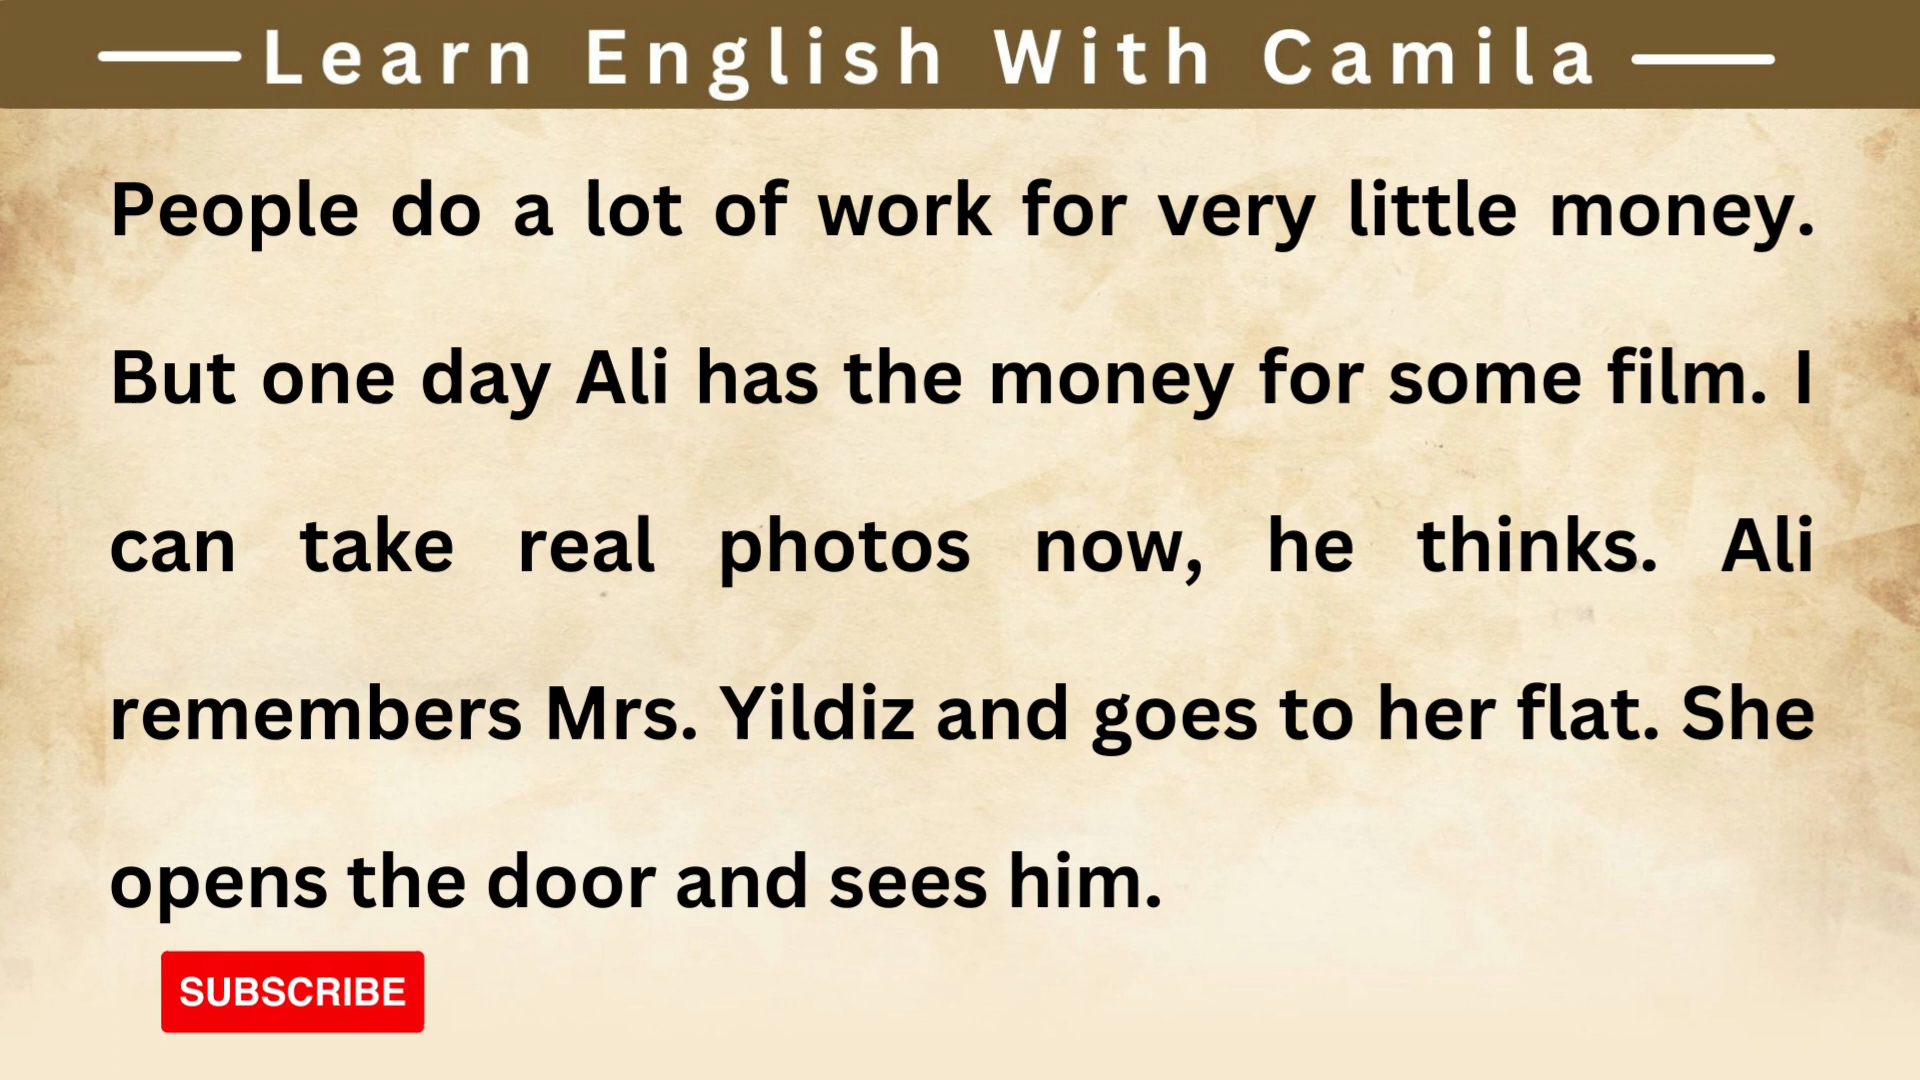 Learn English With Camila
People do a lot of work for very little money.
But one day Ali has the money for some film. I
can take real photos now, he thinks. Ali
remembers Mrs. Yildiz and goes to her flat. She
opens the door and sees him.
SUBSCRIBE